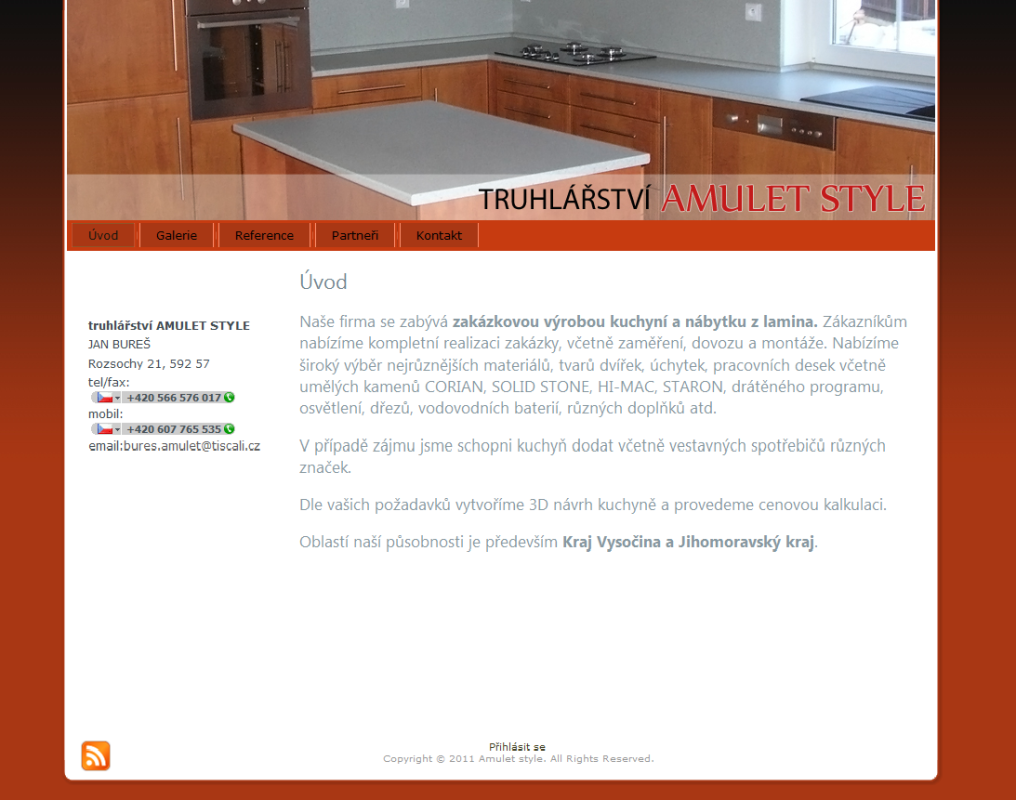 TRUHLÁŘSTVÍ AMULET STYLE
Úvod Galerie Reference Partneři Kontakt
truhlářství AMULET STYLE
JAN BUREŠ
Rozsochy 21, 592 57
tel/fax:
+420 566 576 017
mobil:
+420 607 765 535
email:bures.amulet@tiscali.cz
Úvod
Naše firma se zabývá zakázkovou výrobou kuchyní a nábytku z lamina. Zákazníkům
nabízíme kompletní realizaci zakázky, včetně zaměření, dovozu a montáže. Nabízíme
široký výběr nejrůznějších materiálů, tvarů dvířek, úchytek, pracovních desek včetně
umělých kamenů CORIAN, SOLID STONE, HI-MAC, STARON, drátěného programu,
osvětlení, dřezů, vodovodních baterií, různých doplňků atd.
V případě zájmu jsme schopni kuchyň dodat včetně vestavných spotřebičů různých
značek.
Dle vašich požadavků vytvoříme 3D návrh kuchyně a provedeme cenovou kalkulaci.
Oblastí naší působnosti je především Kraj Vysočina a Jihomoravský kraj.
Přihlásit se
Copyright © 2011 Amulet style. All Rights Reserved.